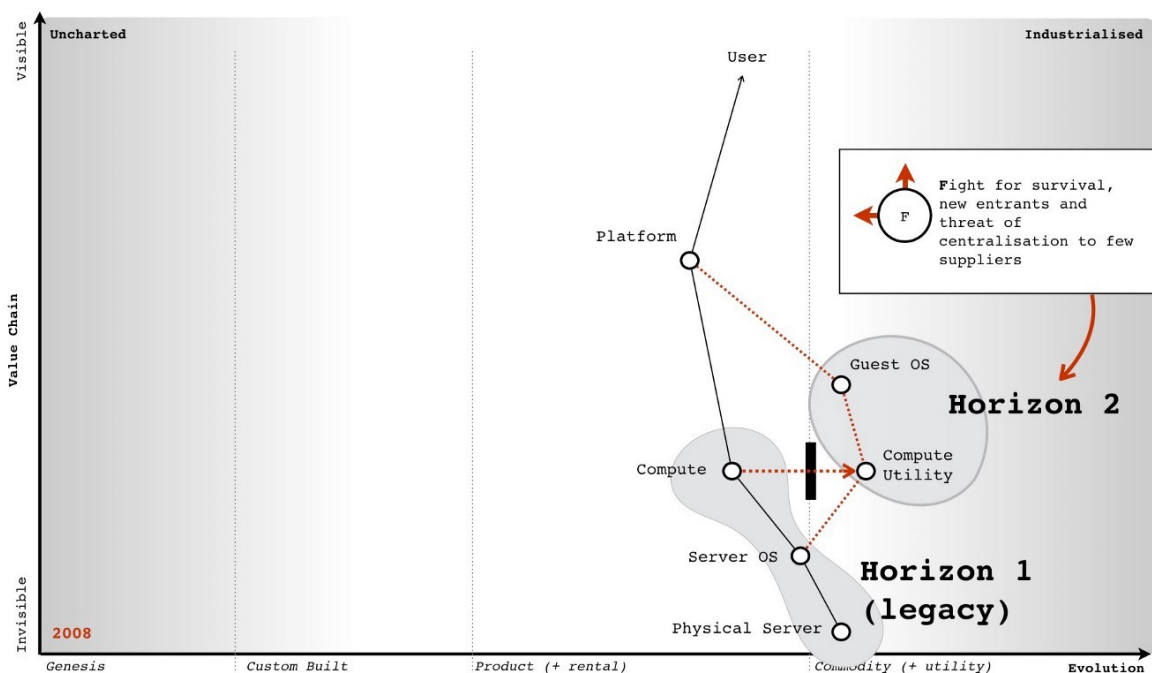 Uncharted
Industrialised
Visible
User
F
Fight for survival,
new entrants and
threat of
centralisation to few
suppliers
Platform
Value Chain
Guest OS
Horizon 2
Compute
Compute
Utility
Server OS
Horizon 1
(legacy)
Physical Server
Invisible
2008
Genesis
Custom Built
Product (+ rental)
Commodity (+ utility)
Evolution